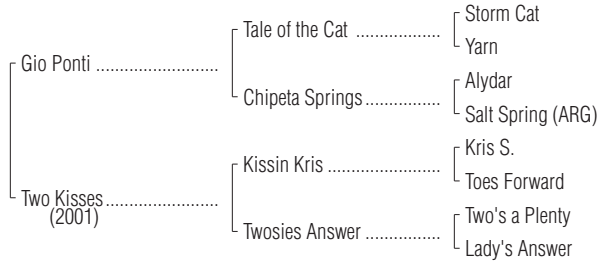 Storm Cat
Tale of the Cat ..................
Yarn
Gio Ponti ..........................
Alydar
Chipeta Springs................
Salt Spring (ARG)
Kris S.
Kissin Kris ........................
Toes Forward
Two Kisses........................
(2001)
Two's a Plenty
Twosies Answer ................
Lady's Answer